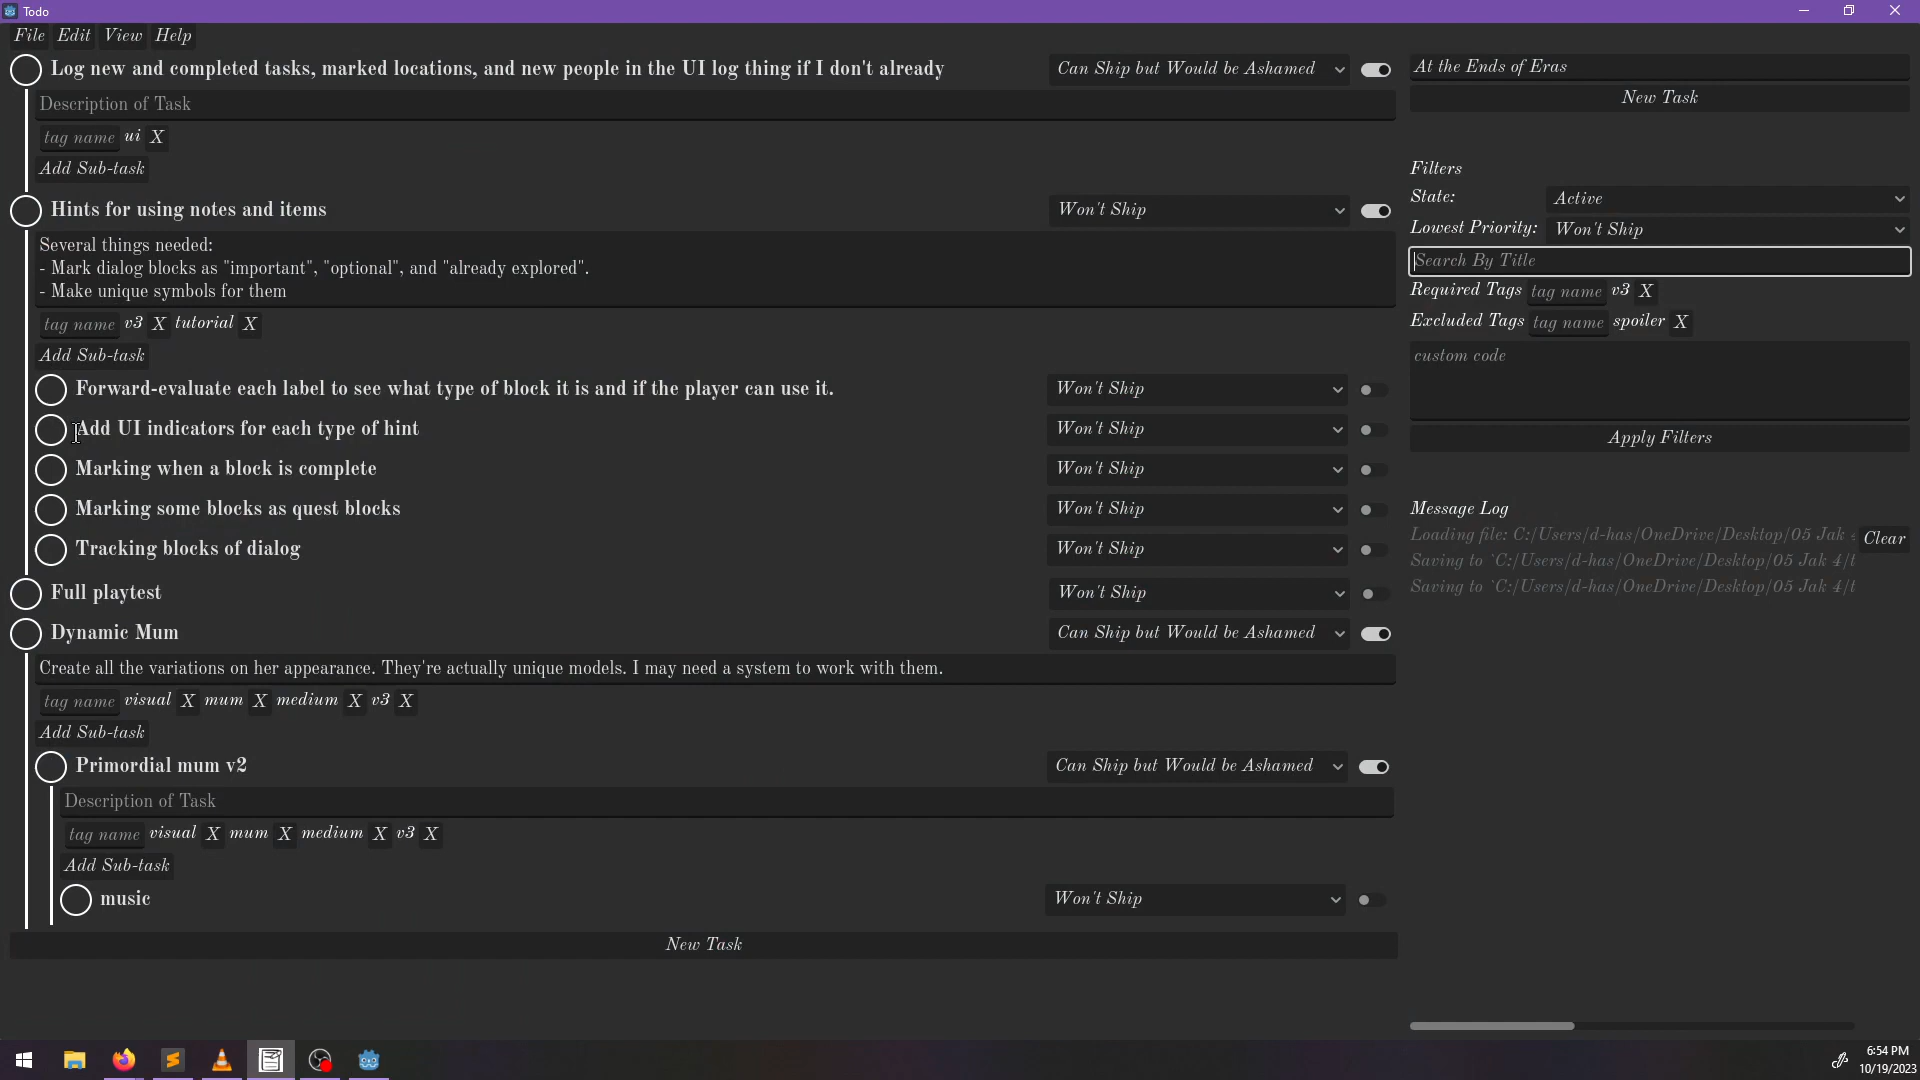 Todo
File Edit View Help
Log new and completed tasks, marked locations, and new people in the UI log thing if I don't already
Can Ship but Would be Ashamed
Description of Task
tag name ui X
Add Sub-task
Hints for using notes and items
Won't Ship
Several things needed:
- Mark dialog blocks as "important", "optional", and "already explored".
- Make unique symbols for them
tag name v3 X tutorial X
Add Sub-task
Forward-evaluate each label to see what type of block it is and if the player can use it.
Won't Ship
Add UI indicators for each type of hint
Won't Ship
Marking when a block is complete
Won't Ship
Marking some blocks as quest blocks
Won't Ship
Tracking blocks of dialog
Won't Ship
Full playtest
Won't Ship
Dynamic Mum
Can Ship but Would be Ashamed
Create all the variations on her appearance. They're actually unique models. I may need a system to work with them.
tag name visual X mum X medium X v3 X
Add Sub-task
Primordial mum v2
Can Ship but Would be Ashamed
Description of Task
tag name visual X mum X medium X v3 X
Add Sub-task
music
Won't Ship
New Task
At the Ends of Eras
New Task
Filters
State: Active
Lowest Priority: Won't Ship
Search By Title
Required Tags tag name v3 X
Excluded Tags tag name spoiler X
custom code
Apply Filters
Message Log
Loading file: C:/Users/d-has/OneDrive/Desktop/05 Jak 4
Clear
Saving to `C:/Users/d-has/OneDrive/Desktop/05 Jak 4/t
Saving to `C:/Users/d-has/OneDrive/Desktop/05 Jak 4/t
6:54 PM
10/19/2023